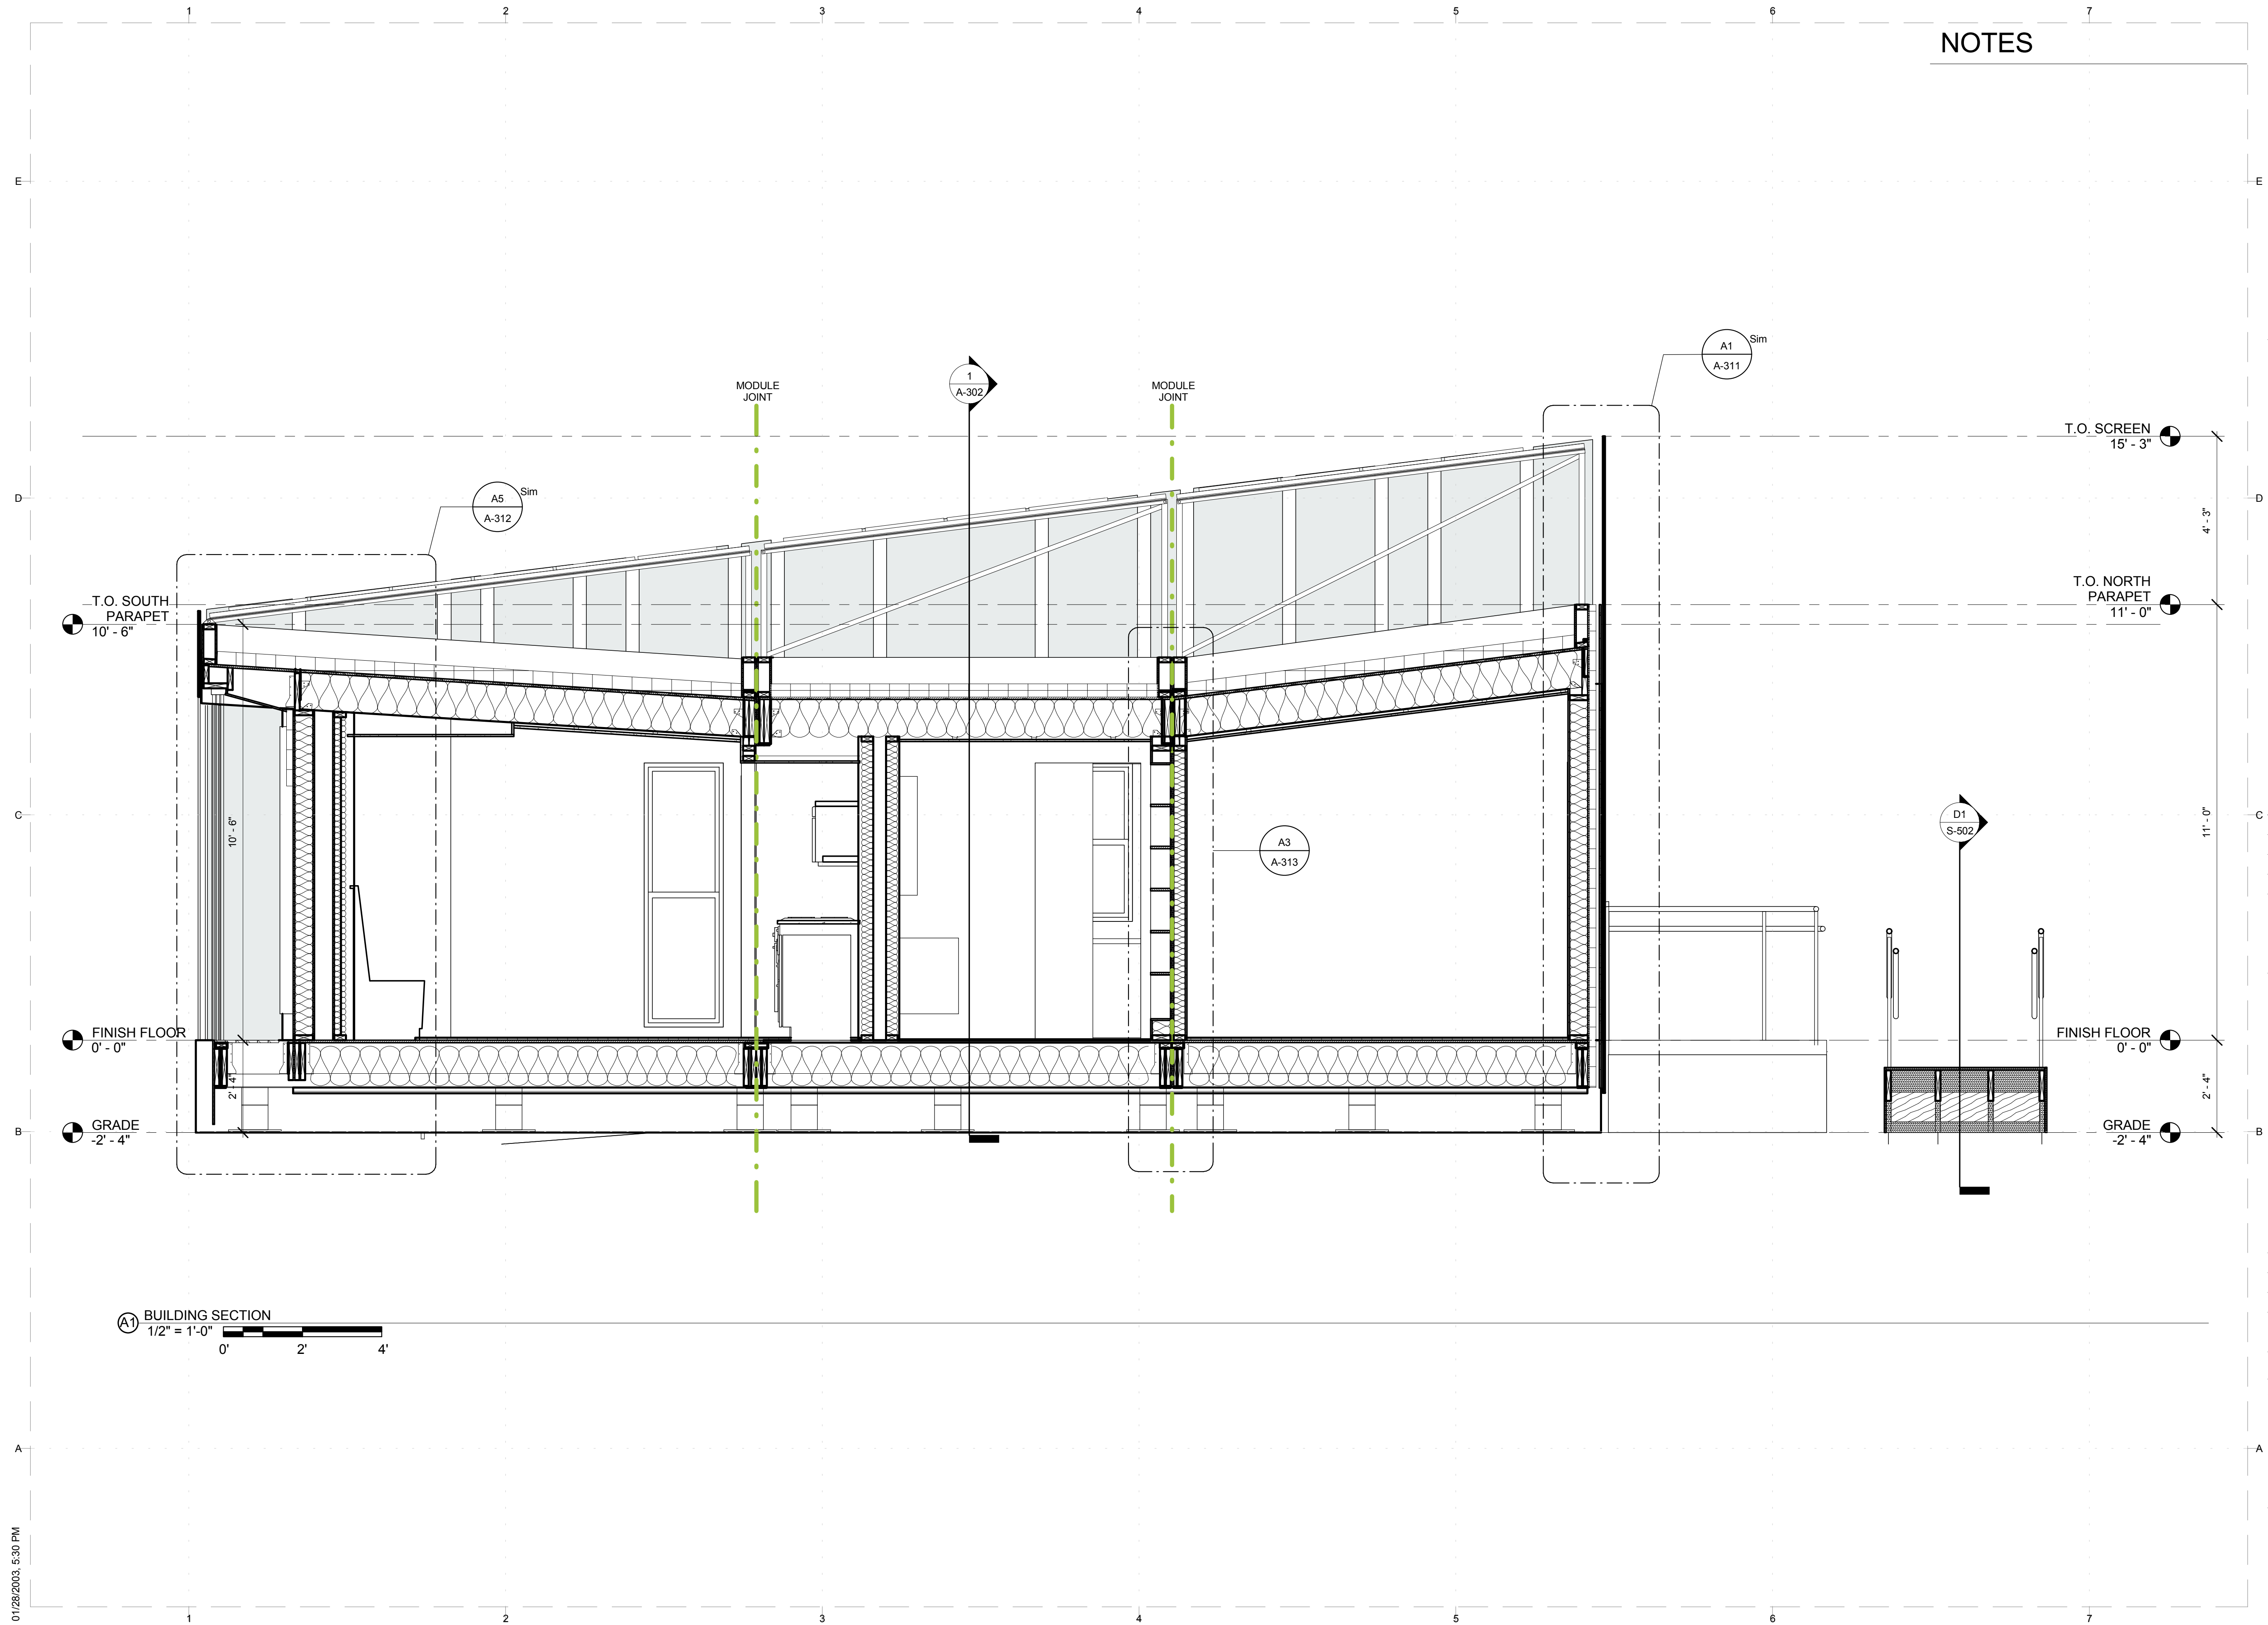 1 2 3 4 5 6 7
NOTES
E E
A1 Sim
A-311
1
A-302
MODULE
JOINT
MODULE
JOINT
T.O. SCREEN
15' - 3"
A5 Sim
A-312
D D
4' - 3"
T.O. SOUTH
PARAPET
10' - 6"
T.O. NORTH
PARAPET
11' - 0"
C C
10' - 6"
11' - 0"
D1
S-502
A3
A-313
FINISH FLOOR
0' - 0"
FINISH FLOOR
0' - 0"
2' - 4"
2' - 4"
GRADE
-2' - 4"
GRADE
-2' - 4"
B B
A1 BUILDING SECTION
1/2" = 1'-0"
0' 2' 4'
A A
01/28/2003, 5:30 PM
1 2 3 4 5 6 7